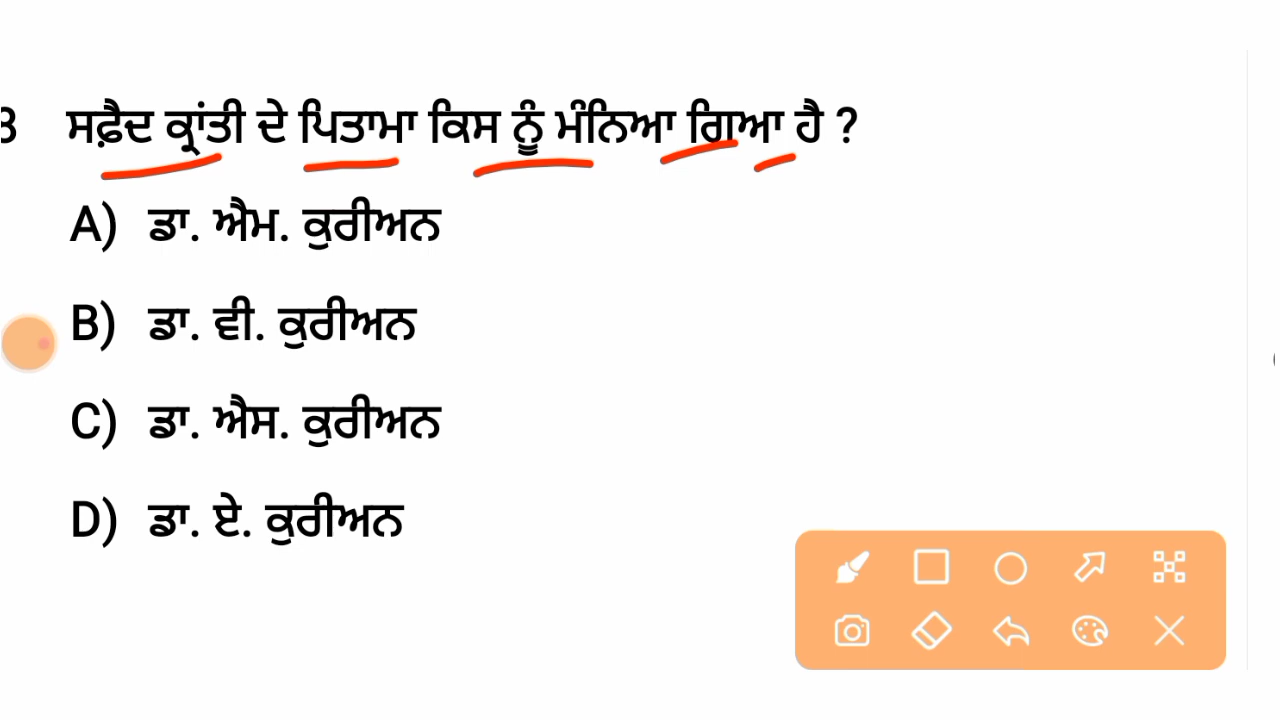 3 ਸਫ਼ੈਦ ਕ੍ਰਾਂਤੀ ਦੇ ਪਿਤਾਮਾ ਕਿਸ ਨੂੰ ਮੰਨਿਆ ਗਿਆ ਹੈ ?
A) ਡਾ. ਐਮ. ਕੁਰੀਅਨ
B) ਡਾ. ਵੀ. ਕੁਰੀਅਨ
C) ਡਾ. ਐਸ. ਕੁਰੀਅਨ
D) ਡਾ. ਏ. ਕੁਰੀਅਨ